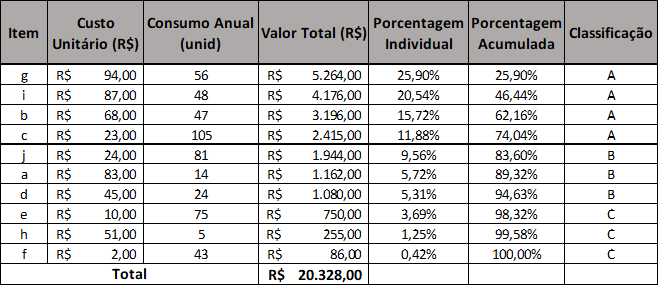 Item Custo Unitário (R$) Consumo Anual (unid) Valor Total (R$) Porcentagem Individual Porcentagem Acumulada Classificação
g R$ 94,00 56 R$ 5.264,00 25,90% 25,90% A
i R$ 87,00 48 R$ 4.176,00 20,54% 46,44% A
b R$ 68,00 47 R$ 3.196,00 15,72% 62,16% A
c R$ 23,00 105 R$ 2.415,00 11,88% 74,04% A
j R$ 24,00 81 R$ 1.944,00 9,56% 83,60% B
a R$ 83,00 14 R$ 1.162,00 5,72% 89,32% B
d R$ 45,00 24 R$ 1.080,00 5,31% 94,63% B
e R$ 10,00 75 R$ 750,00 3,69% 98,32% C
h R$ 51,00 5 R$ 255,00 1,25% 99,58% C
f R$ 2,00 43 R$ 86,00 0,42% 100,00% C
Total R$ 20.328,00